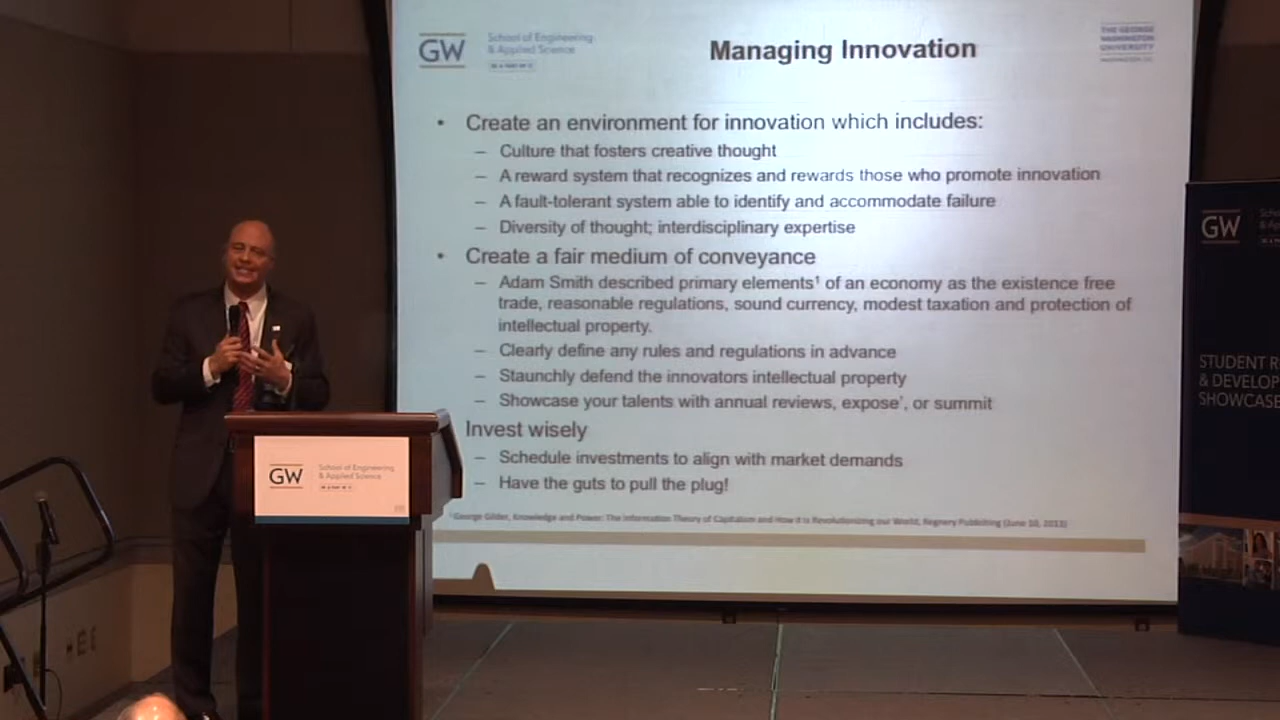 GW
School of Engineering
& Applied Science
Managing Innovation
THE GEORGE
WASHINGTON
UNIVERSITY
• Create an environment for innovation which includes:
– Culture that fosters creative thought
– A reward system that recognizes and rewards those who promote innovation
– A fault-tolerant system able to identify and accommodate failure
– Diversity of thought; interdisciplinary expertise
• Create a fair medium of conveyance
– Adam Smith described primary elements¹ of an economy as the existence free
trade, reasonable regulations, sound currency, modest taxation and protection of
intellectual property.
– Clearly define any rules and regulations in advance
– Staunchly defend the innovators intellectual property
– Showcase your talents with annual reviews, expose’, or summit
Invest wisely
– Schedule investments to align with market demands
– Have the guts to pull the plug!
¹ George Gilder, Knowledge and Power: The Information Theory of Capitalism and How it is Revolutionizing our World, Regnery Publishing (June 10, 2013)
GW
School of Engineering
& Applied Science
GW
STUDENT R
& DEVELOP
SHOWCASE